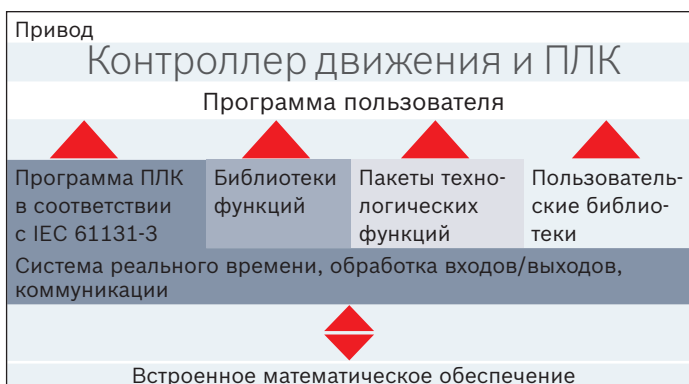 Привод
Контроллер движения и ПЛК
Программа пользователя
Программа ПЛК
в соответствии
с IEC 61131-3
Библиотеки
функций
Пакеты техно-
логических
функций
Пользователь-
ские библио-
теки
Система реального времени, обработка входов/выходов,
коммуникации
Встроенное математическое обеспечение